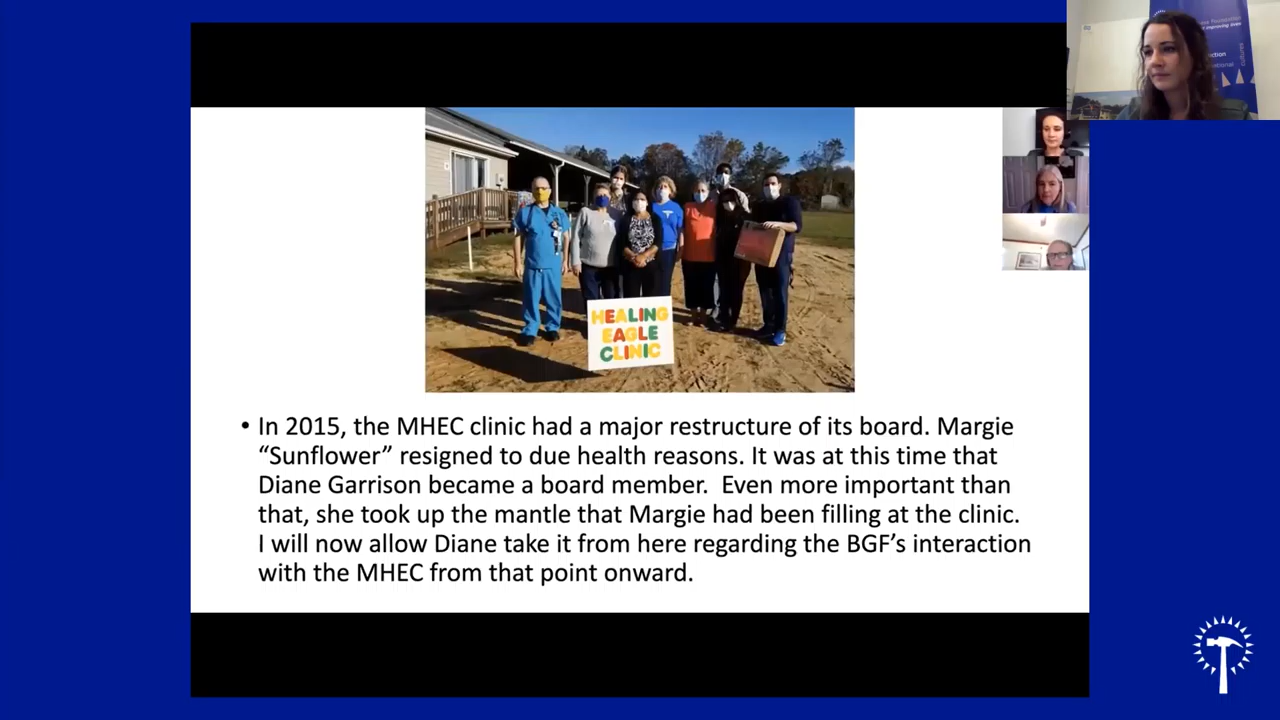 HEALING
EAGLE
CLINIC
• In 2015, the MHEC clinic had a major restructure of its board. Margie
“Sunflower” resigned to due health reasons. It was at this time that
Diane Garrison became a board member.  Even more important than
that, she took up the mantle that Margie had been filling at the clinic.
I will now allow Diane take it from here regarding the BGF’s interaction
with the MHEC from that point onward.